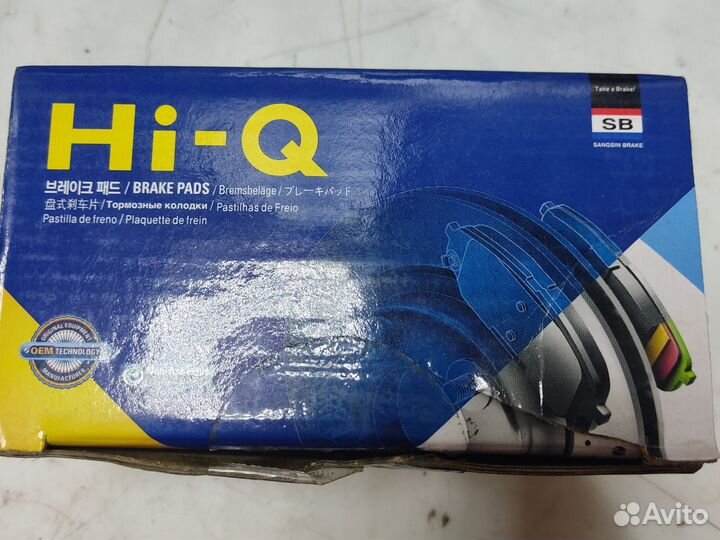 Hi-Q
Take a Brake!
SB
SANGSIN BRAKE
브레이크 패드 / BRAKE PADS / Bremsbeläge / ブレーキパッド
盘式刹车片 / Тормозные колодки / Pastilhas de Freio
Pastilla de freno / Plaquette de frein
ORIGINAL EQUIPMENT
OEM TECHNOLOGY
MANUFACTURER
Avito